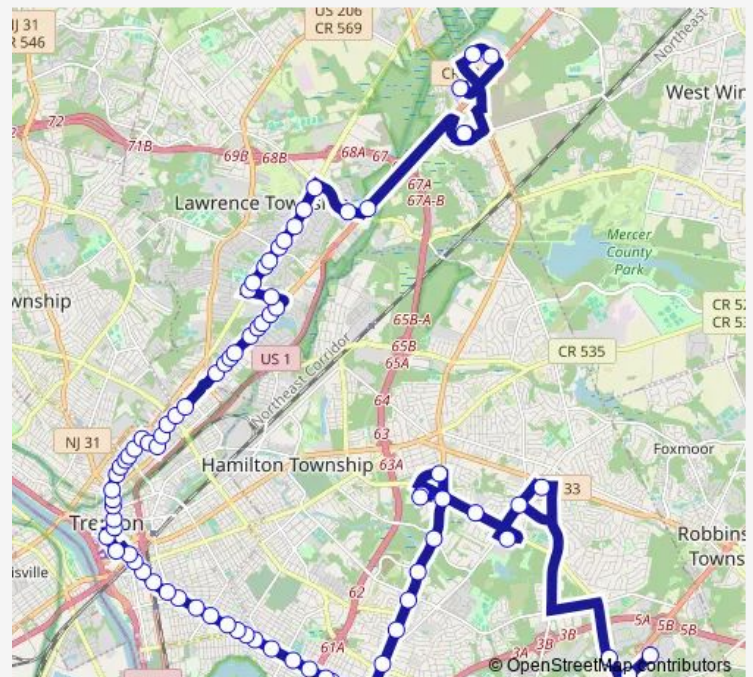 US 206
CR 569
NJ 31
R 546
Northeast
CR
West Wir
72
71B
69B
68B
68A
67
67A
67A-B
Lawrence Towns
Mercer
County
Park
wnship
CR 52
CR 53
65B-A
65B
65A
US 1
CR 535
Northeast Corridor
64
63
63A
NJ 31
Foxmoor
Hamilton Township
33
Trenton
Robbins
Towns
isville
62
61A
5A
5B
5B
3B
3B
3A
© OpenStreetMap contributors